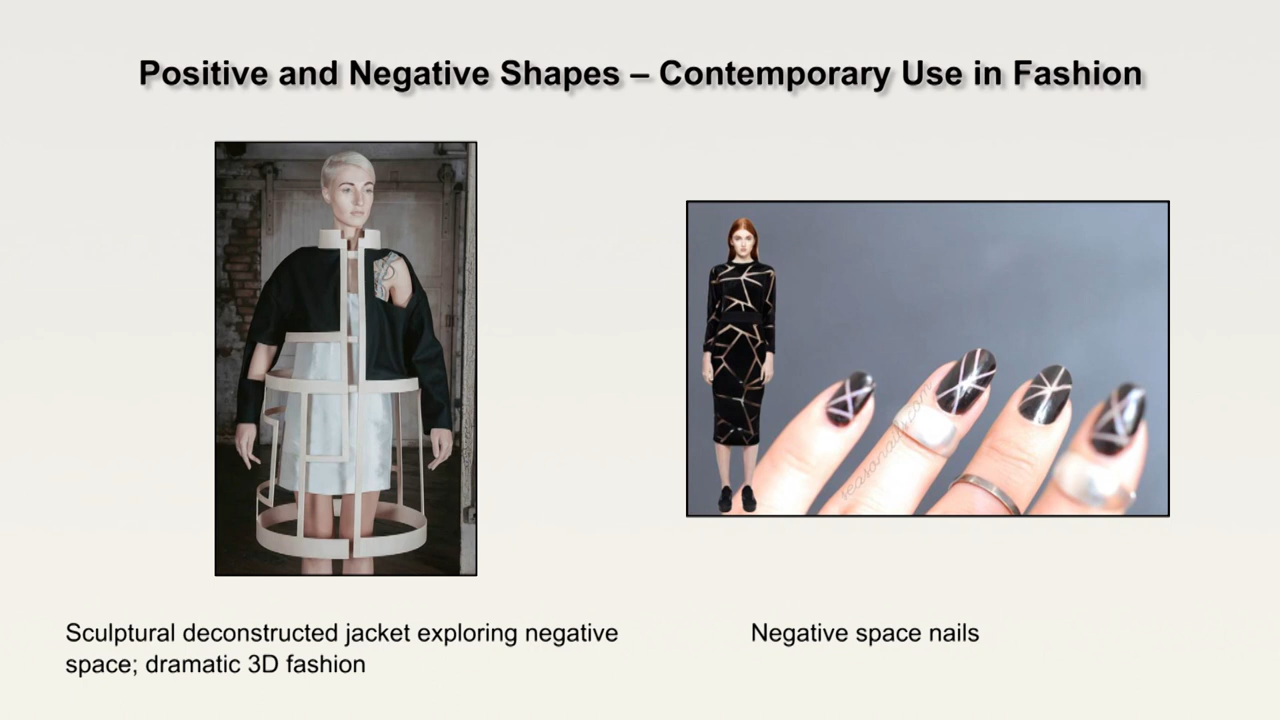 Positive and Negative Shapes – Contemporary Use in Fashion
Sculptural deconstructed jacket exploring negative
space; dramatic 3D fashion
Negative space nails